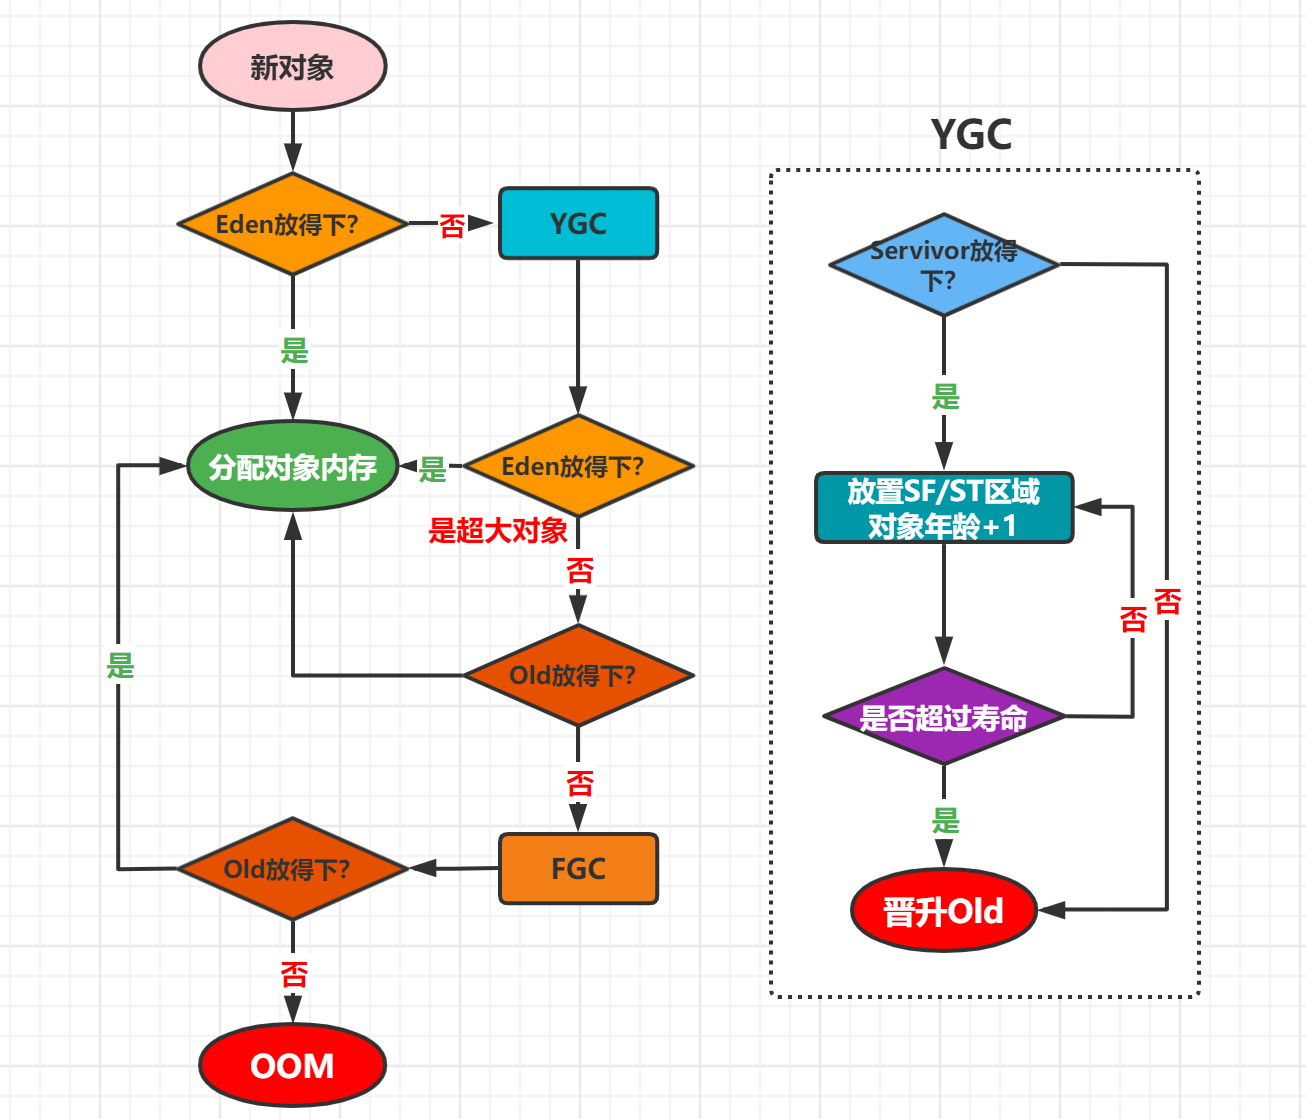 新对象
Eden放得下？
否
YGC
是
分配对象内存
是
Eden放得下？
是超大对象
否
Old放得下？
是
否
Old放得下？
FGC
否
OOM
YGC
Servivor放得
下？
是
放置SF/ST区域
对象年龄+1
否
否
是否超过寿命
是
晋升Old